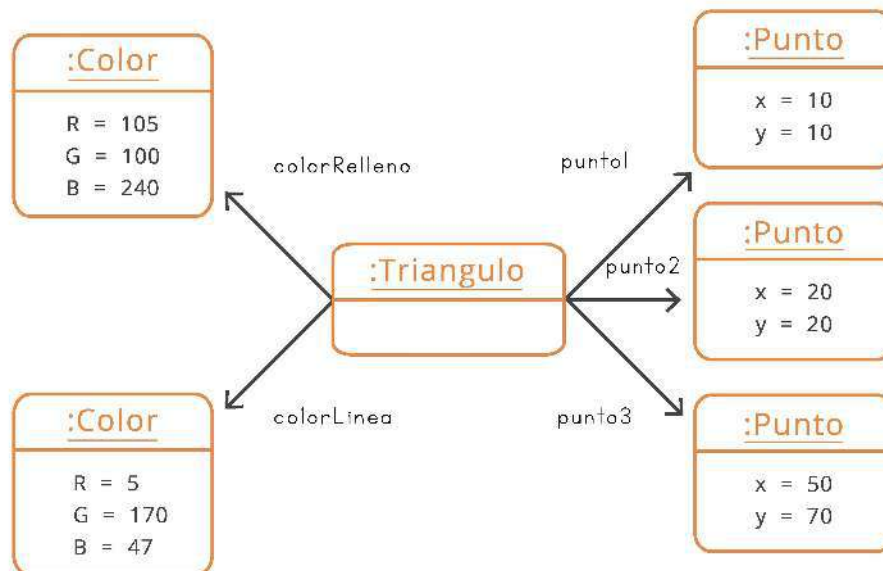 :Color
R = 105
G = 100
B = 240
colorRelleno
punto1
:Punto
x = 10
y = 10
:Triangulo
punto2
:Punto
x = 20
y = 20
:Color
R = 5
G = 170
B = 47
colorLinea
punto3
:Punto
x = 50
y = 70